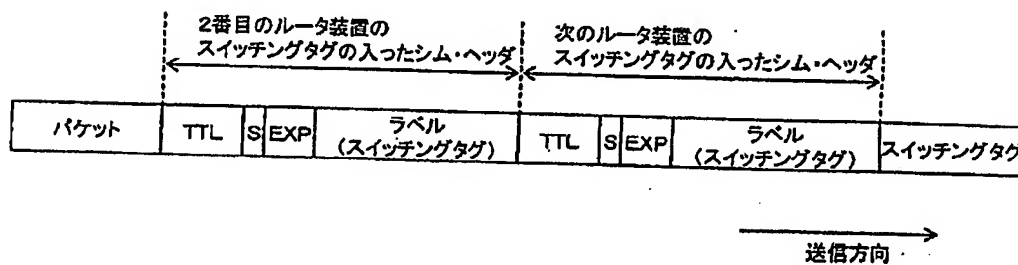 2番目のルータ装置の
スイッチングタグの入ったシム・ヘッダ
次のルータ装置の
スイッチングタグの入ったシム・ヘッダ
パケット
TTL
S
EXP
ラベル
(スイッチングタグ)
TTL
S
EXP
ラベル
(スイッチングタグ)
スイッチングタグ
送信方向